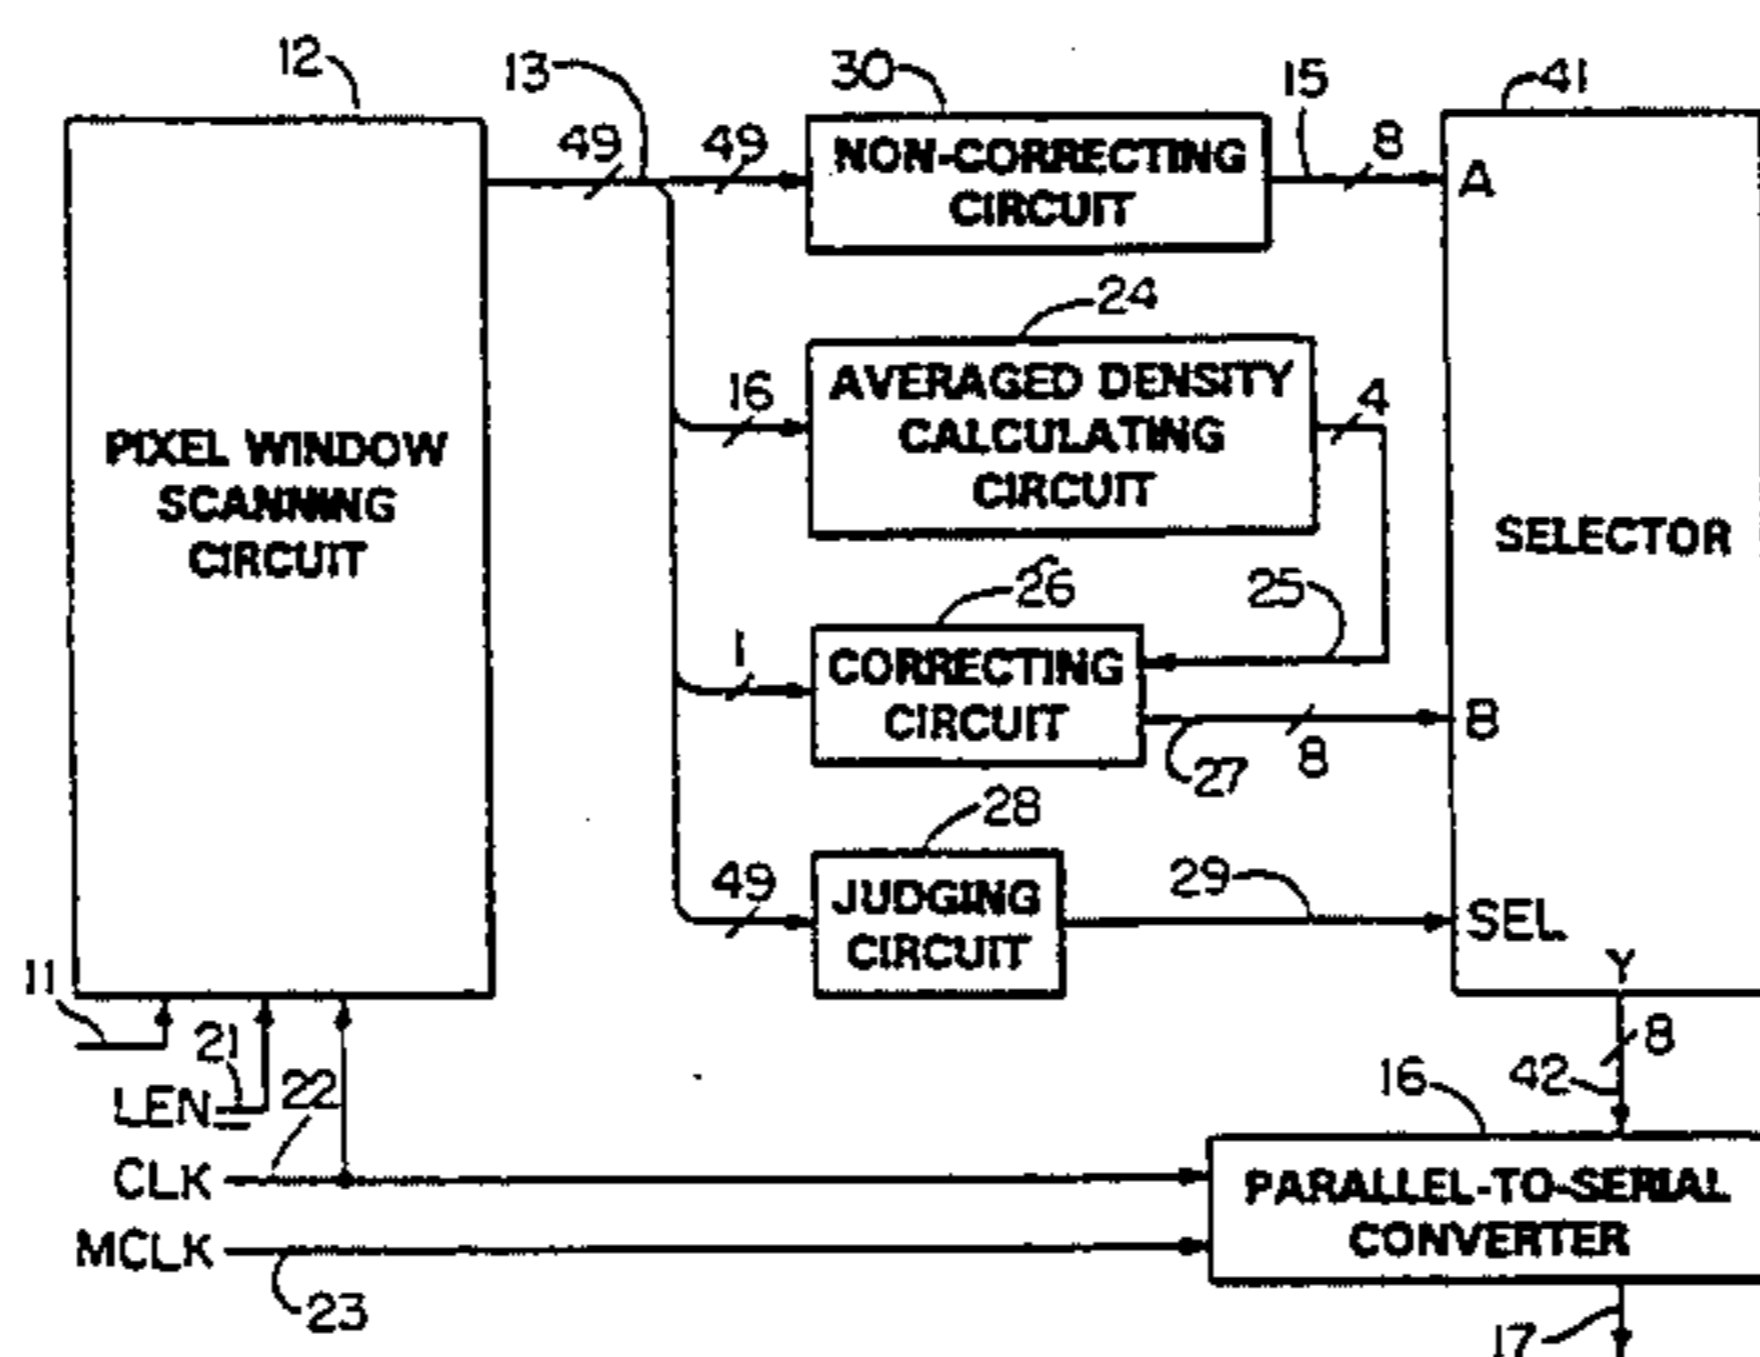 12
13
30
15
41
49
49
NON-CORRECTING
CIRCUIT
8
A
24
16
AVERAGED DENSITY
CALCULATING
CIRCUIT
4
PIXEL WINDOW
SCANNING
CIRCUIT
SELECTOR
26
25
1
CORRECTING
CIRCUIT
B
27
8
28
49
JUDGING
CIRCUIT
29
SEL
Y
11
21
LEN
22
8
42
16
CLK
MCLK
23
PARALLEL-TO-SERIAL
CONVERTER
17